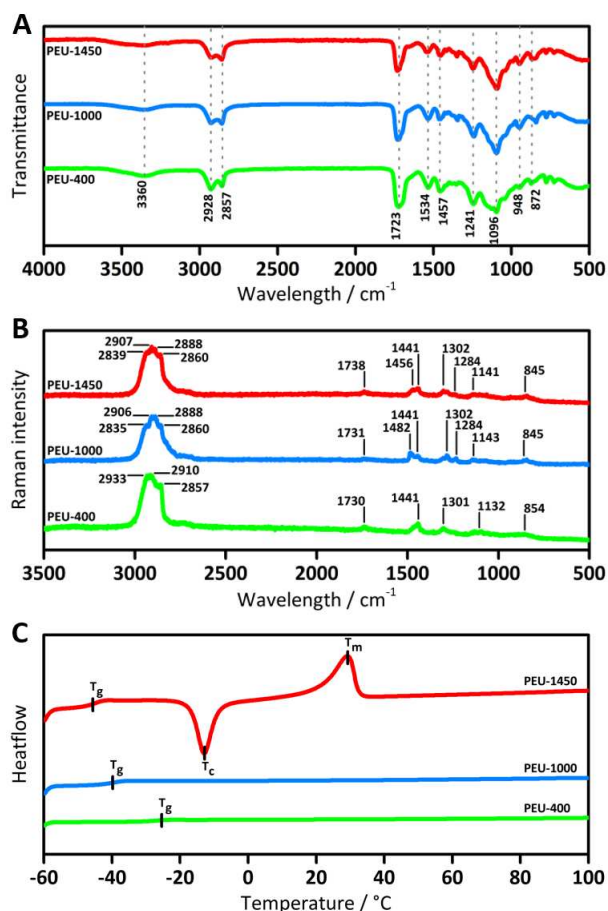 A
PEU-1450
PEU-1000
PEU-400
Transmittance
3360
2928
2857
1723
1534
1457
1241
1096
948
872
4000 3500 3000 2500 2000 1500 1000 500
Wavelength / cm⁻¹
B
2907 2888
2839 2860
1738 1456 1441 1302 1284 1141 845
PEU-1450
2906 2888
2835 2860
1731 1482 1441 1302 1284 1143 845
PEU-1000
2933 2910
2857
1730 1441 1301 1132 854
PEU-400
Raman intensity
3500 3000 2500 2000 1500 1000 500
Wavelength / cm⁻¹
C
Tm
Tg
PEU-1450
Tc
Tg
PEU-1000
Tg
PEU-400
Heatflow
-60 -40 -20 0 20 40 60 80 100
Temperature / °C